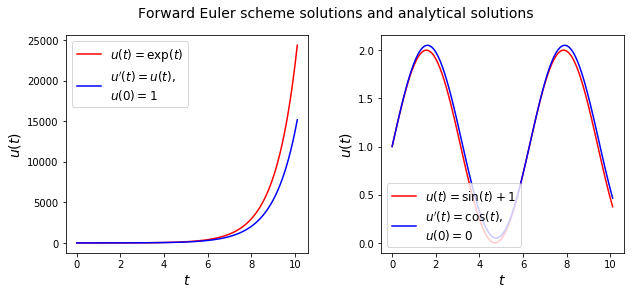 Forward Euler scheme solutions and analytical solutions
u(t)
25000
20000
15000
10000
5000
0
u(t) = exp(t)
u′(t) = u(t),
u(0) = 1
0 2 4 6 8 10
t
u(t)
2.0
1.5
1.0
0.5
0.0
u(t) = sin(t) + 1
u′(t) = cos(t),
u(0) = 0
0 2 4 6 8 10
t